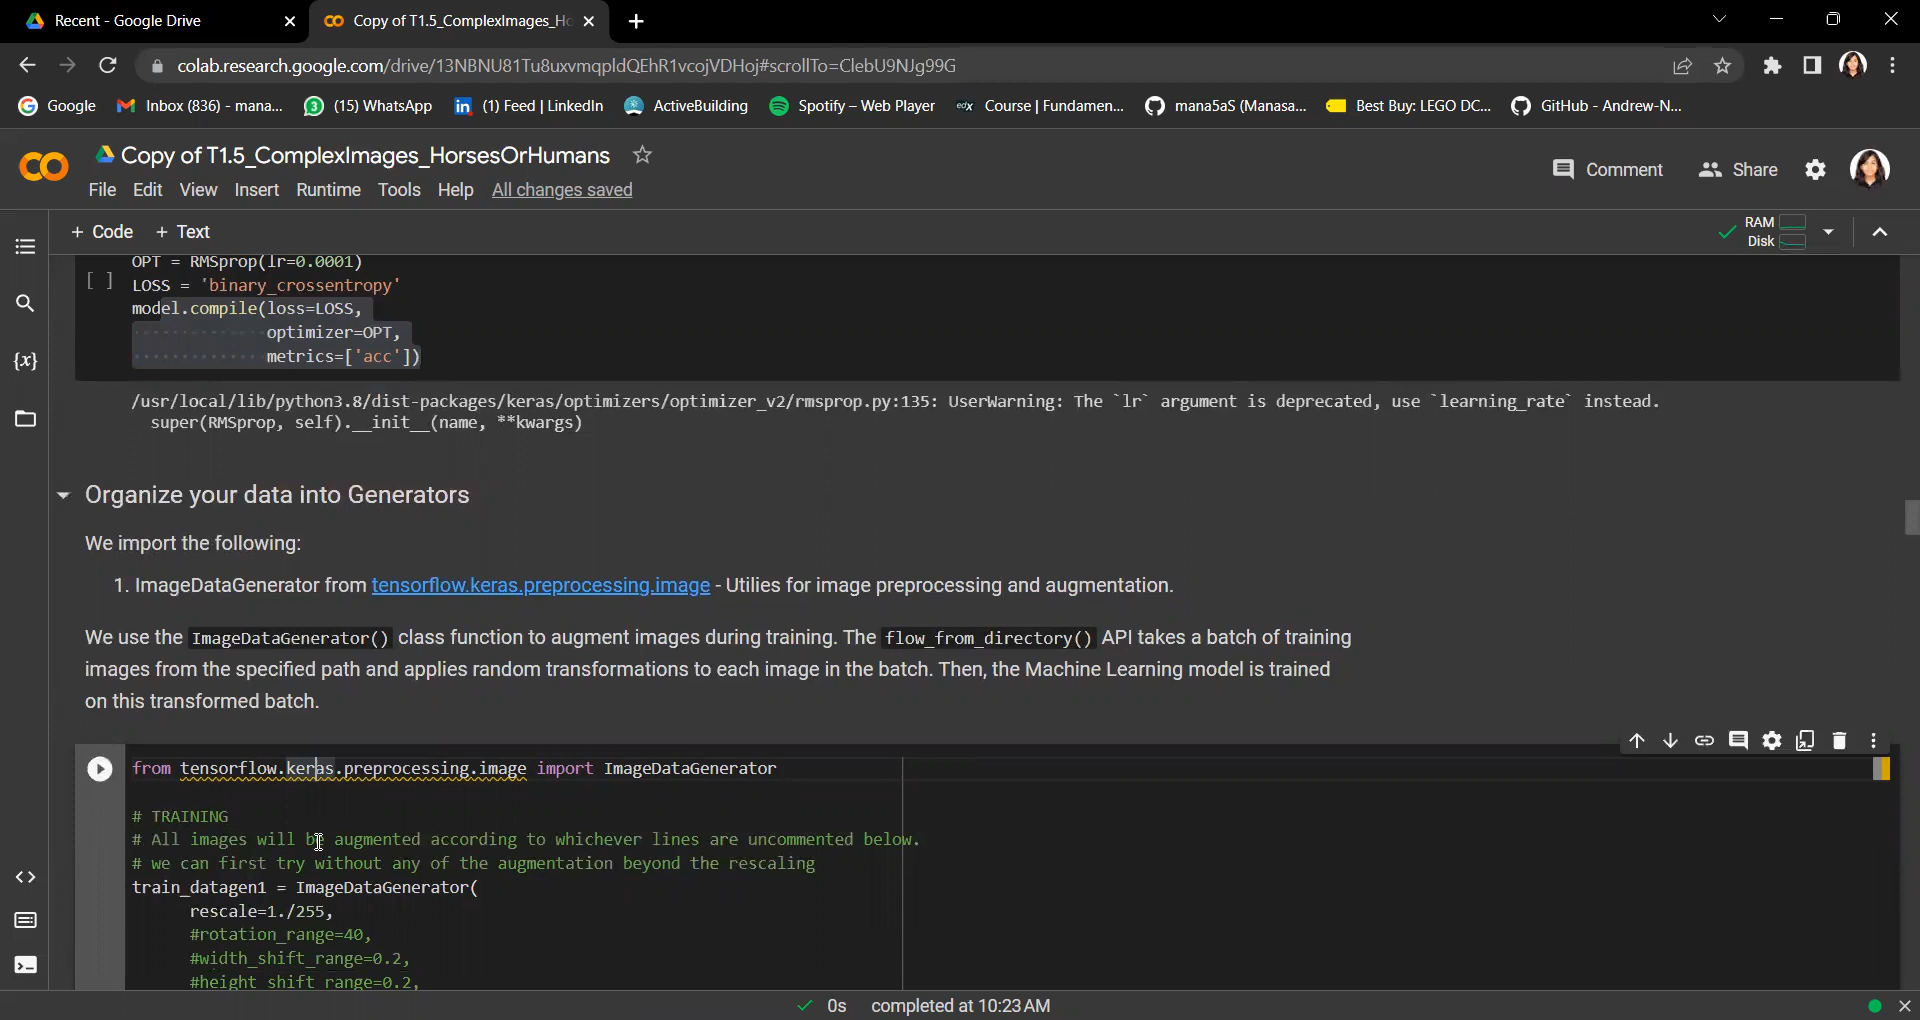 Recent - Google Drive
Copy of T1.5_ComplexImages_Ho
colab.research.google.com/drive/13NBNU81Tu8uxvmqpldQEhR1vcojVDHoj#scrollTo=ClebU9NJg99G
Google
Inbox (836) - mana...
(15) WhatsApp
in (1) Feed | LinkedIn
ActiveBuilding
Spotify – Web Player
edX Course | Fundamen...
mana5aS (Manasa...
Best Buy: LEGO DC...
GitHub - Andrew-N...
Copy of T1.5_ComplexImages_HorsesOrHumans
Comment
Share
File Edit View Insert Runtime Tools Help All changes saved
+ Code + Text
RAM
Disk
OPT = RMSprop(lr=0.0001)
[ ] LOSS = 'binary_crossentropy'
model.compile(loss=LOSS,
optimizer=OPT,
metrics=['acc'])
/usr/local/lib/python3.8/dist-packages/keras/optimizers/optimizer_v2/rmsprop.py:135: UserWarning: The `lr` argument is deprecated, use `learning_rate` instead.
super(RMSprop, self).__init__(name, **kwargs)
Organize your data into Generators
We import the following:
1. ImageDataGenerator from tensorflow.keras.preprocessing.image - Utilies for image preprocessing and augmentation.
We use the ImageDataGenerator() class function to augment images during training. The flow_from_directory() API takes a batch of training
images from the specified path and applies random transformations to each image in the batch. Then, the Machine Learning model is trained
on this transformed batch.
from tensorflow.keras.preprocessing.image import ImageDataGenerator
# TRAINING
# All images will be augmented according to whichever lines are uncommented below.
# we can first try without any of the augmentation beyond the rescaling
train_datagen1 = ImageDataGenerator(
rescale=1./255,
#rotation_range=40,
#width_shift_range=0.2,
#height_shift_range=0.2,
0s completed at 10:23 AM